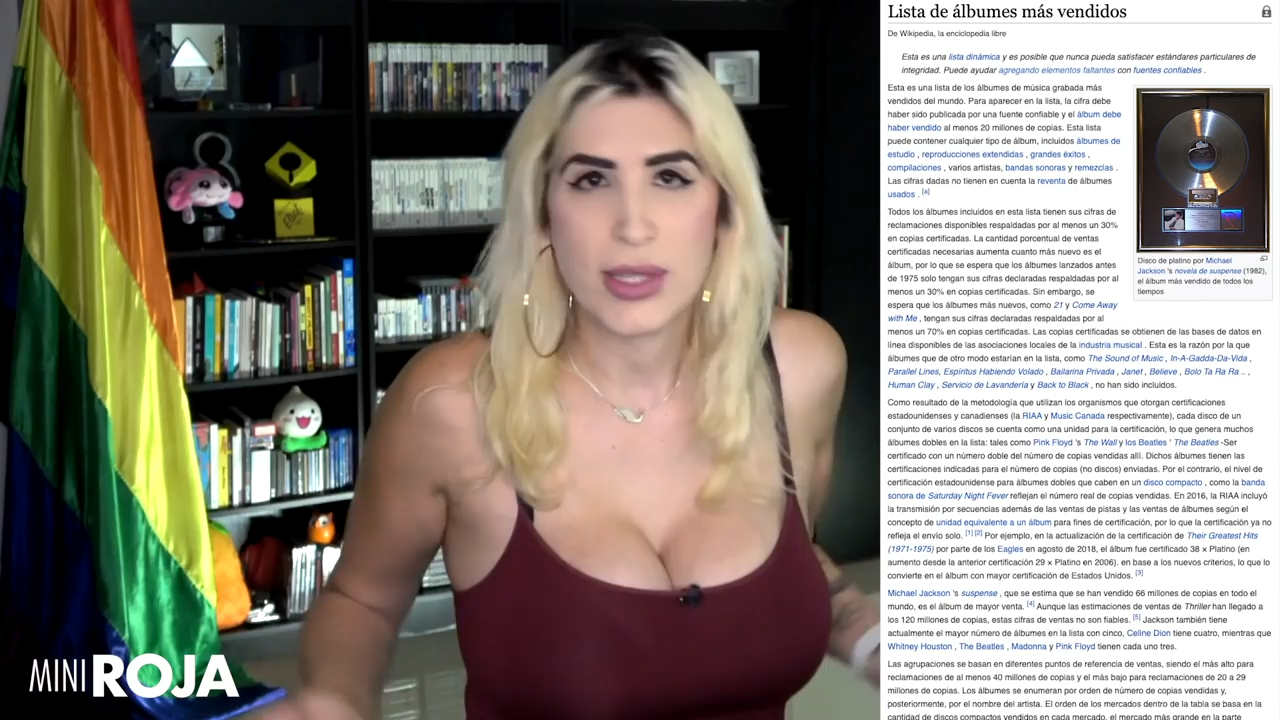 MINI ROJA
Lista de álbumes más vendidos
De Wikipedia, la enciclopedia libre
Esta es una lista dinámica y es posible que nunca pueda satisfacer estándares particulares de
integridad. Puede ayudar agregando elementos faltantes con fuentes confiables .
Esta es una lista de los álbumes de música grabada más
vendidos del mundo. Para aparecer en la lista, la cifra debe
haber sido publicada por una fuente confiable y el álbum debe
haber vendido al menos 20 millones de copias. Esta lista
puede contener cualquier tipo de álbum, incluidos álbumes de
estudio , reproducciones extendidas , grandes éxitos ,
compilaciones , varios artistas, bandas sonoras y remezclas .
Las cifras dadas no tienen en cuenta la reventa de álbumes
usados . [a]
Disco de platino por Michael
Jackson 's novela de suspense (1982),
el álbum más vendido de todos los
tiempos
Todos los álbumes incluidos en esta lista tienen sus cifras de
reclamaciones disponibles respaldadas por al menos un 30%
en copias certificadas. La cantidad porcentual de ventas
certificadas necesarias aumenta cuanto más nuevo es el
álbum, por lo que se espera que los álbumes lanzados antes
de 1975 solo tengan sus cifras declaradas respaldadas por al
menos un 30% en copias certificadas. Sin embargo, se
espera que los álbumes más nuevos, como 21 y Come Away
with Me , tengan sus cifras declaradas respaldadas por al
menos un 70% en copias certificadas. Las copias certificadas se obtienen de las bases de datos en
línea disponibles de las asociaciones locales de la industria musical . Esta es la razón por la que
álbumes que de otro modo estarían en la lista, como The Sound of Music , In-A-Gadda-Da-Vida ,
Parallel Lines, Espíritus Habiendo Volado , Bailarina Privada , Janet , Believe , Bolo Ta Ra Ra .. ,
Human Clay , Servicio de Lavandería y Back to Black , no han sido incluidos.
Como resultado de la metodología que utilizan los organismos que otorgan certificaciones
estadounidenses y canadienses (la RIAA y Music Canada respectivamente), cada disco de un
conjunto de varios discos se cuenta como una unidad para la certificación, lo que genera muchos
álbumes dobles en la lista: tales como Pink Floyd 's The Wall y los Beatles ' The Beatles -Ser
certificado con un número doble del número de copias vendidas allí. Dichos álbumes tienen las
certificaciones indicadas para el número de copias (no discos) enviadas. Por el contrario, el nivel de
certificación estadounidense para álbumes dobles que caben en un disco compacto , como la banda
sonora de Saturday Night Fever reflejan el número real de copias vendidas. En 2016, la RIAA incluyó
la transmisión por secuencias además de las ventas de pistas y las ventas de álbumes según el
concepto de unidad equivalente a un álbum para fines de certificación, por lo que la certificación ya no
refleja el envío solo. [1] [2] Por ejemplo, en la actualización de la certificación de Their Greatest Hits
(1971-1975) por parte de los Eagles en agosto de 2018, el álbum fue certificado 38 × Platino (en
aumento desde la anterior certificación 29 × Platino en 2006). en base a los nuevos criterios, lo que lo
convierte en el álbum con mayor certificación de Estados Unidos. [3]
Michael Jackson 's suspense , que se estima que se han vendido 66 millones de copias en todo el
mundo, es el álbum de mayor venta. [4] Aunque las estimaciones de ventas de Thriller han llegado a
los 120 millones de copias, estas cifras de ventas no son fiables. [5] Jackson también tiene
actualmente el mayor número de álbumes en la lista con cinco, Celine Dion tiene cuatro, mientras que
Whitney Houston , The Beatles , Madonna y Pink Floyd tienen cada uno tres.
Las agrupaciones se basan en diferentes puntos de referencia de ventas, siendo el más alto para
reclamaciones de al menos 40 millones de copias y el más bajo para reclamaciones de 20 a 29
millones de copias. Los álbumes se enumeran por orden de número de copias vendidas y,
posteriormente, por el nombre del artista. El orden de los mercados dentro de la tabla se basa en la
cantidad de discos compactos vendidos en cada mercado, el mercado más grande en la parte